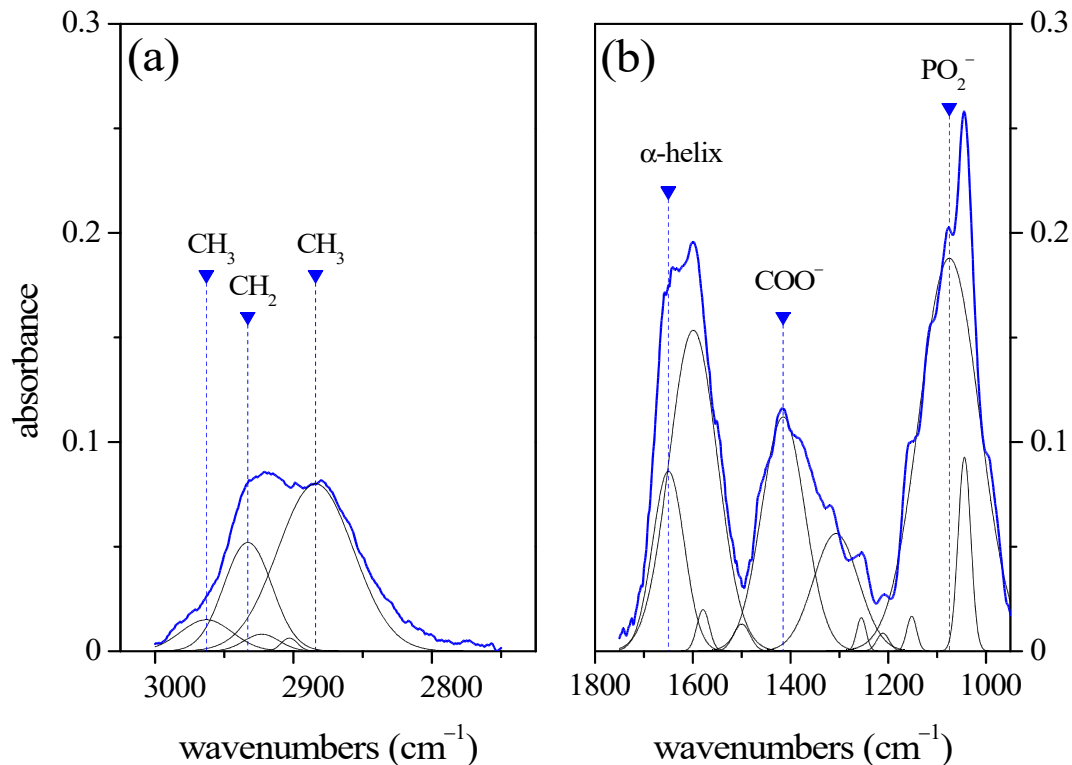 (a)
0.3
0.2
0.1
0
absorbance
CH₃
CH₂
CH₃
3000
2900
2800
wavenumbers (cm⁻¹)
(b)
α-helix
COO⁻
PO₂⁻
0.3
0.2
0.1
0
1800
1600
1400
1200
1000
wavenumbers (cm⁻¹)